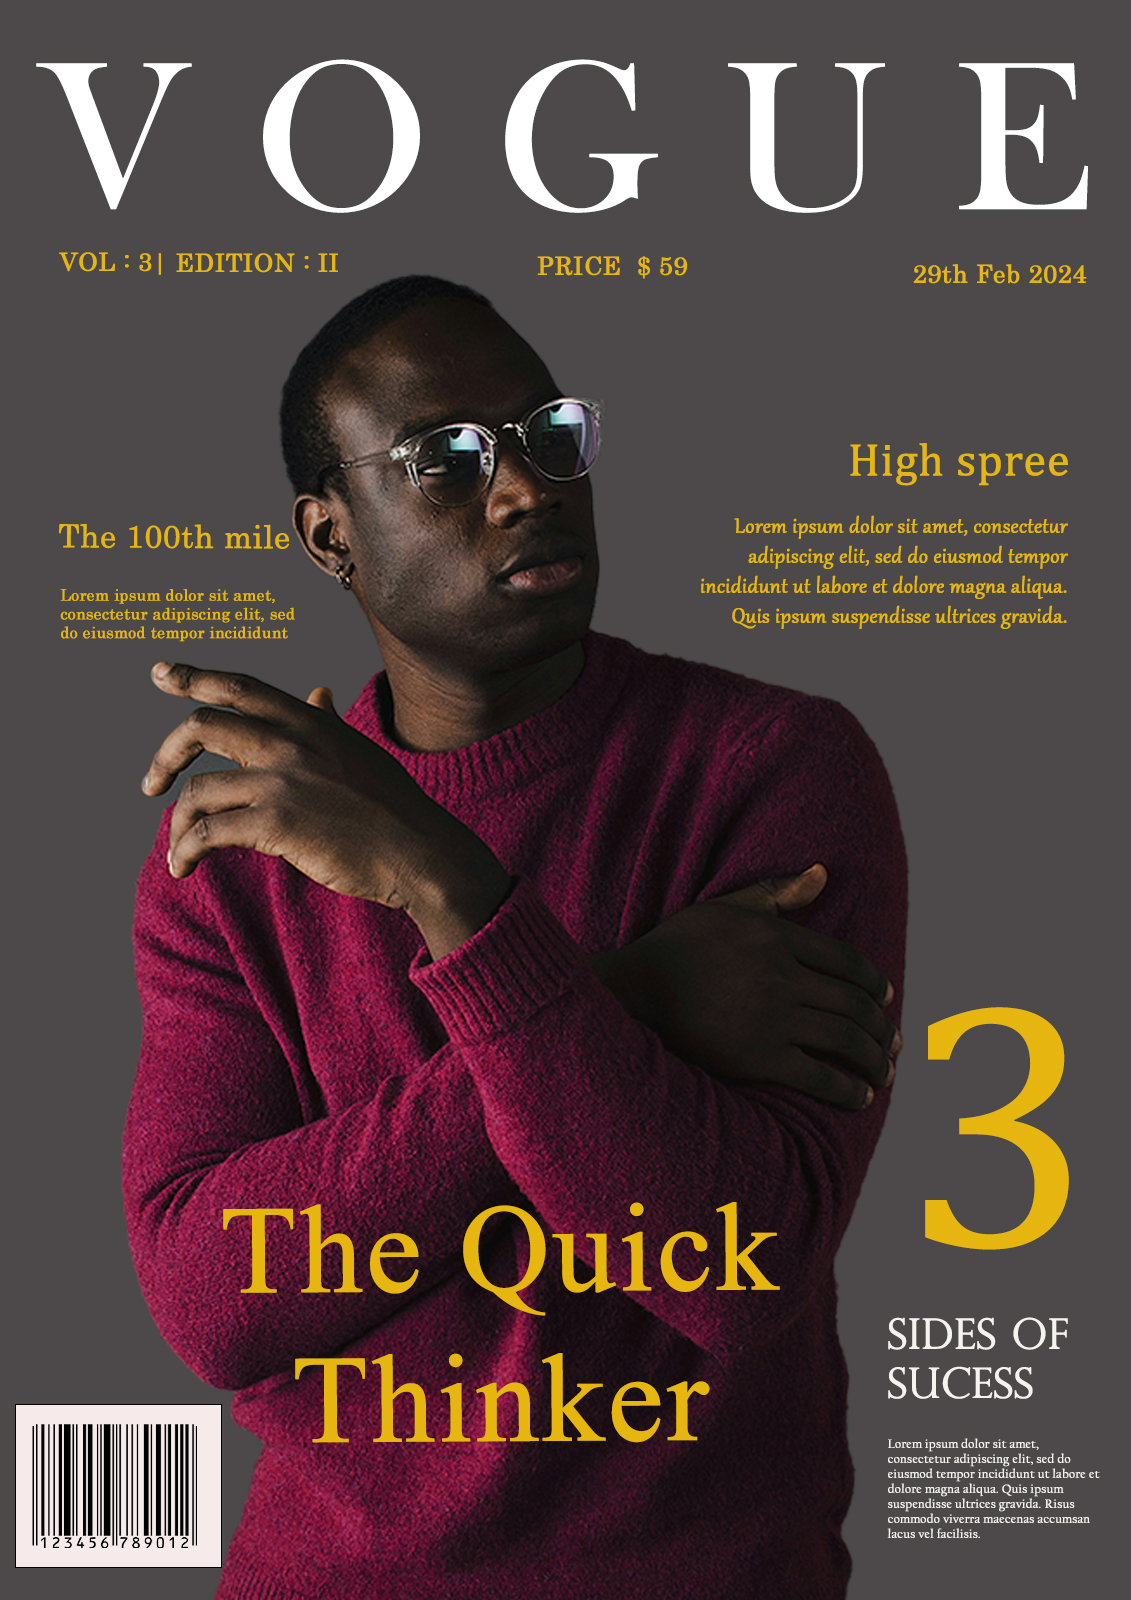 VOGUE
VOL : 3| EDITION : II
PRICE $ 59
29th Feb 2024
High spree
Lorem ipsum dolor sit amet, consectetur
adipiscing elit, sed do eiusmod tempor
incididunt ut labore et dolore magna aliqua.
Quis ipsum suspendisse ultrices gravida.
The 100th mile
Lorem ipsum dolor sit amet,
consectetur adipiscing elit, sed
do eiusmod tempor incididunt
3
SIDES OF
SUCESS
Lorem ipsum dolor sit amet,
consectetur adipiscing elit, sed do
eiusmod tempor incididunt ut labore et
dolore magna aliqua. Quis ipsum
suspendisse ultrices gravida. Risus
commodo viverra maecenas accumsan
lacus vel facilisis.
The Quick
Thinker
123456 789012